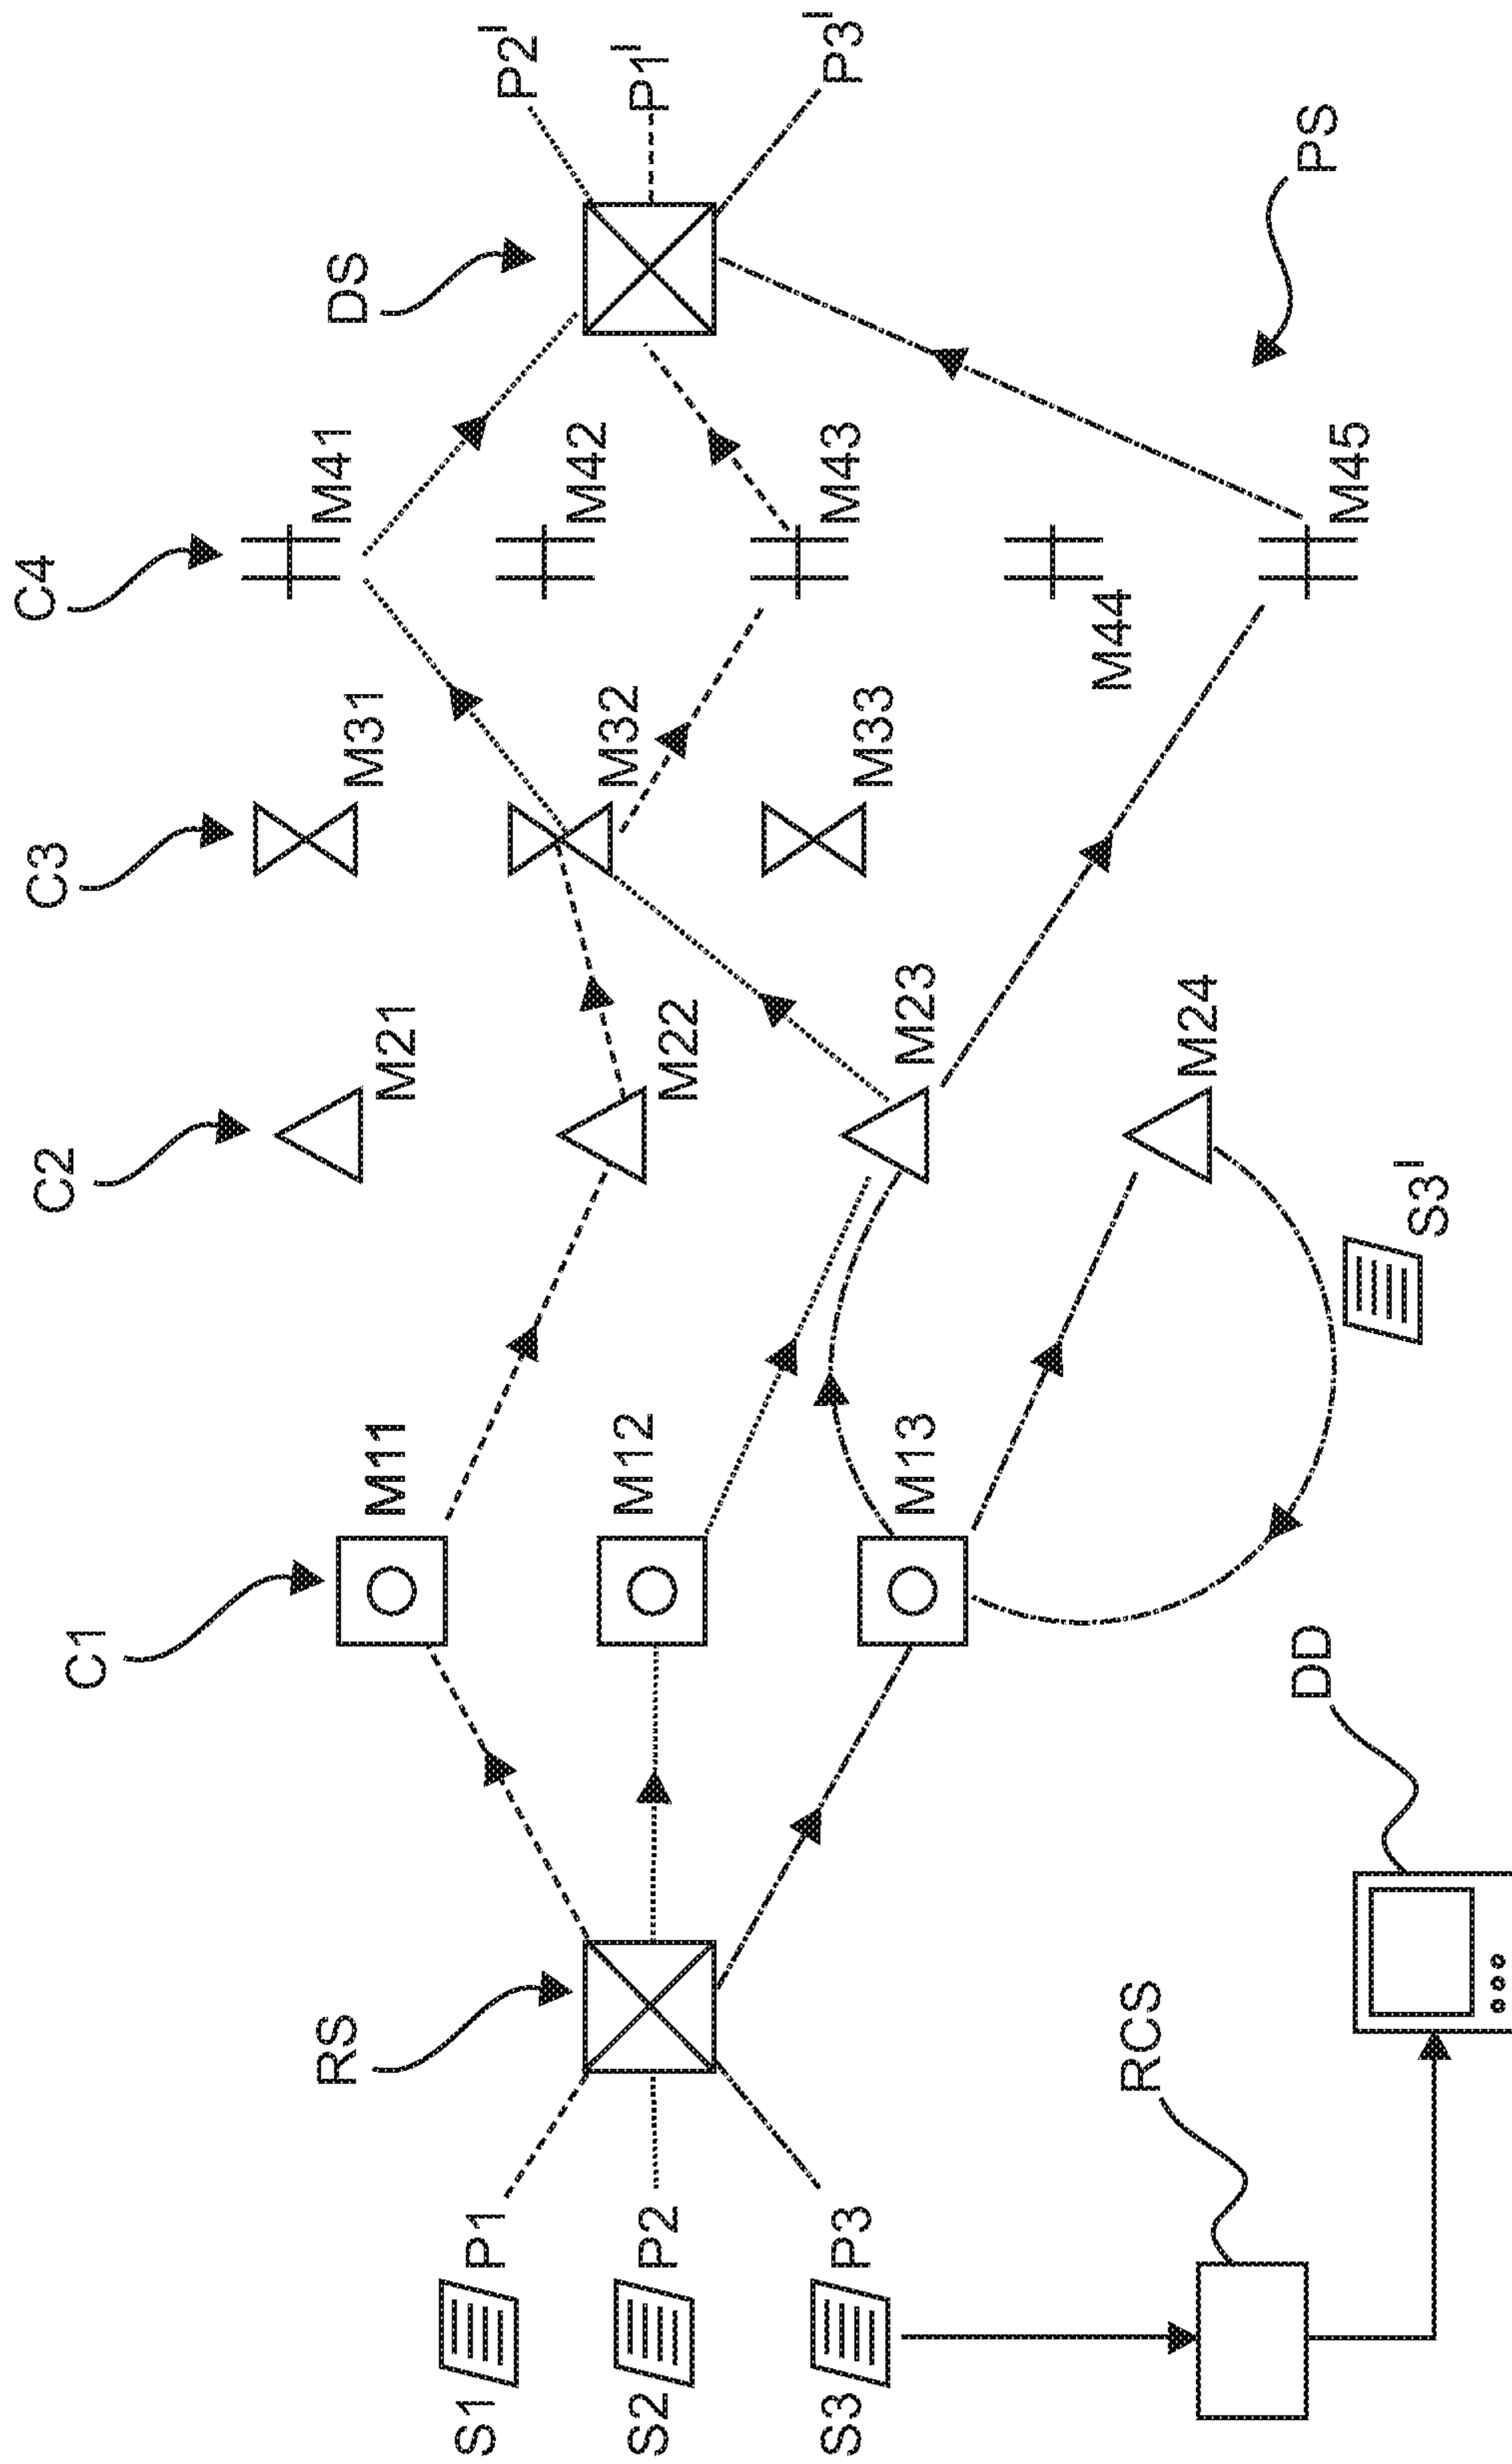 C1
C2
C3
C4
RS
M11
M21
M31
M41
DS
P2'
S1 P1
M12
M22
M32
M42
P1'
S2 P2
M13
M23
M33
M43
P3'
S3 P3
M24
M44
RCS
DD
S3'
M45
PS